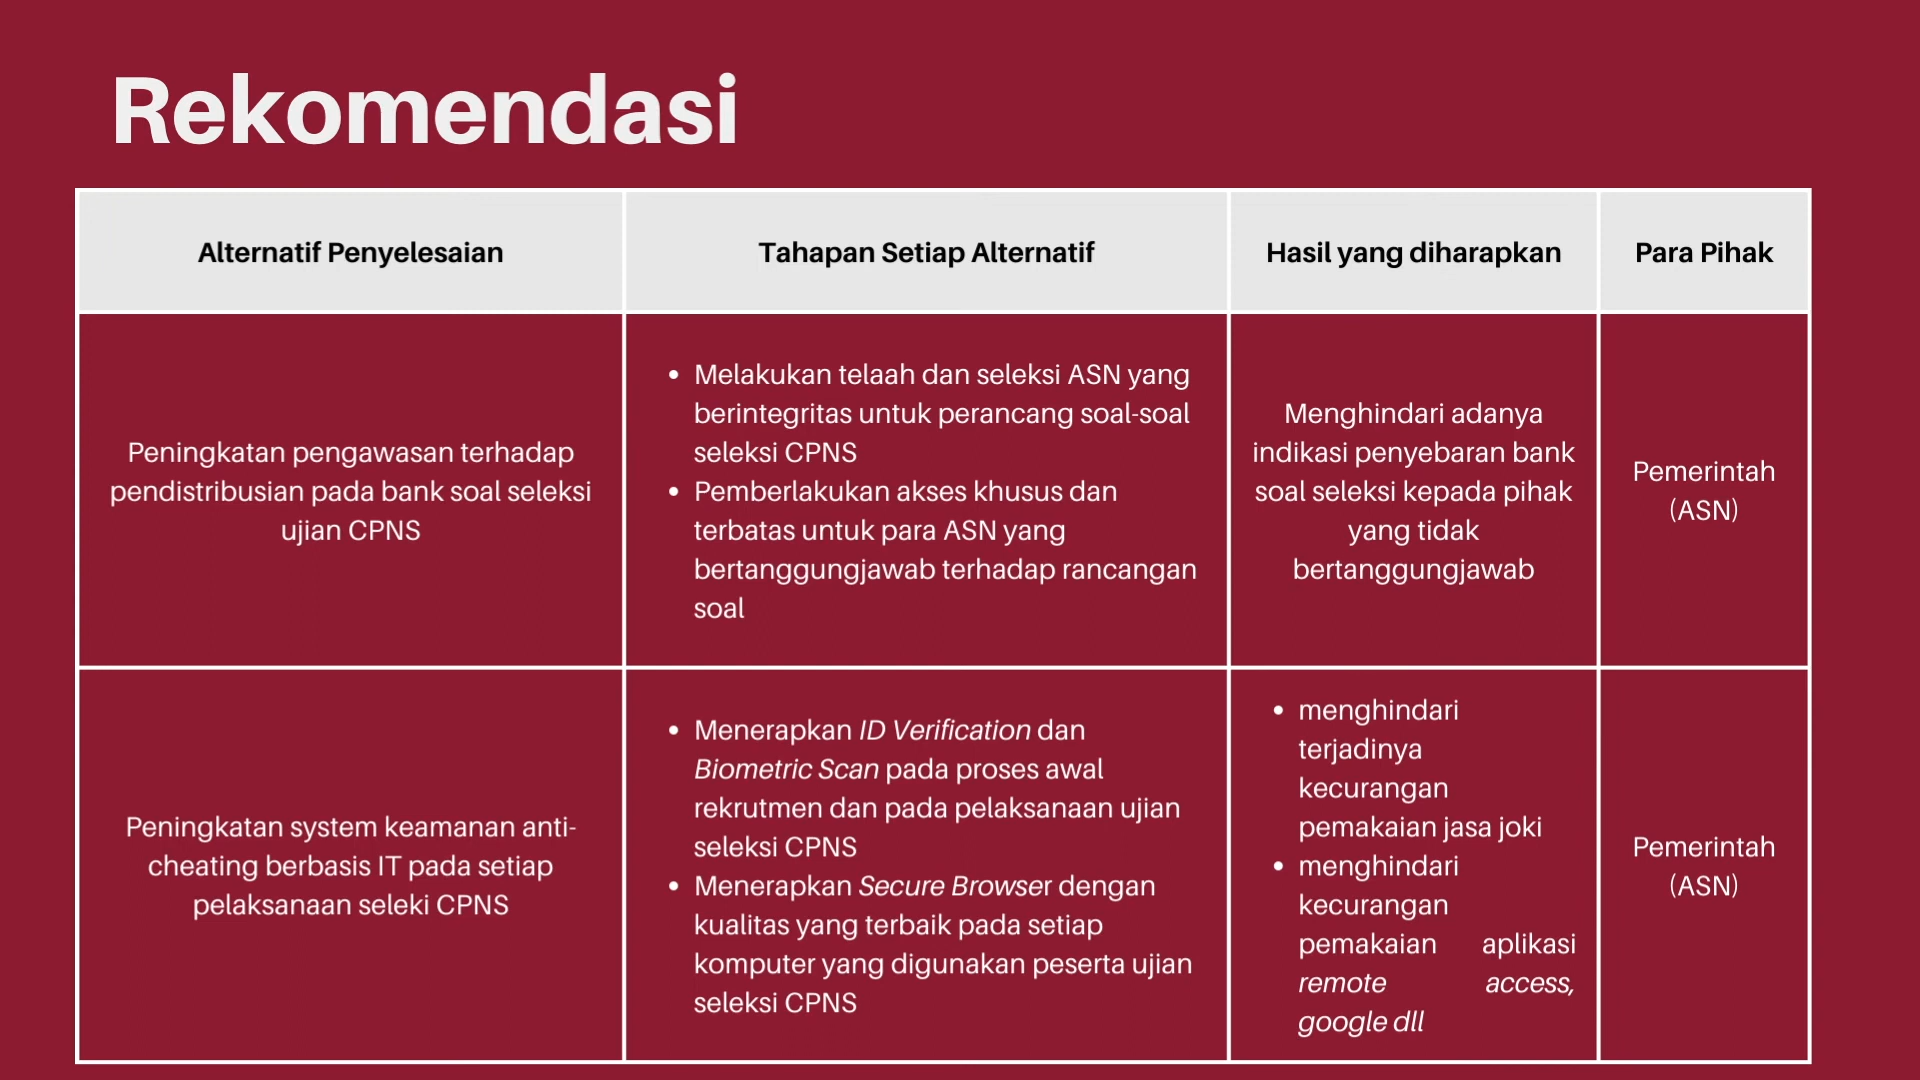 Rekomendasi
Alternatif Penyelesaian
Tahapan Setiap Alternatif
Hasil yang diharapkan
Para Pihak
Peningkatan pengawasan terhadap
pendistribusian pada bank soal seleksi
ujian CPNS
• Melakukan telaah dan seleksi ASN yang
berintegritas untuk perancang soal-soal
seleksi CPNS
• Pemberlakukan akses khusus dan
terbatas untuk para ASN yang
bertanggungjawab terhadap rancangan
soal
Menghindari adanya
indikasi penyebaran bank
soal seleksi kepada pihak
yang tidak
bertanggungjawab
Pemerintah
(ASN)
Peningkatan system keamanan anti-
cheating berbasis IT pada setiap
pelaksanaan seleki CPNS
• Menerapkan ID Verification dan
Biometric Scan pada proses awal
rekrutmen dan pada pelaksanaan ujian
seleksi CPNS
• Menerapkan Secure Browser dengan
kualitas yang terbaik pada setiap
komputer yang digunakan peserta ujian
seleksi CPNS
• menghindari
terjadinya
kecurangan
pemakaian jasa joki
• menghindari
kecurangan
pemakaian aplikasi
remote access,
google dll
Pemerintah
(ASN)